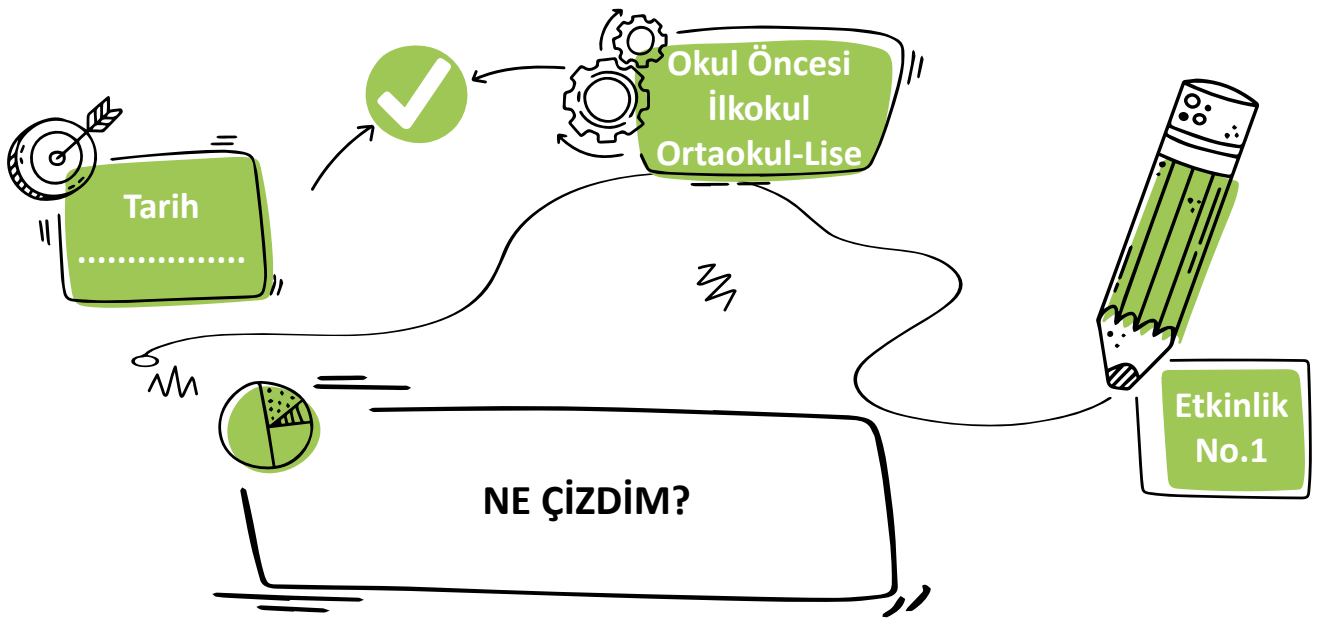 Okul Öncesi
İlkokul
Ortaokul-Lise
Tarih
.................
Etkinlik
No.1
NE ÇİZDİM?